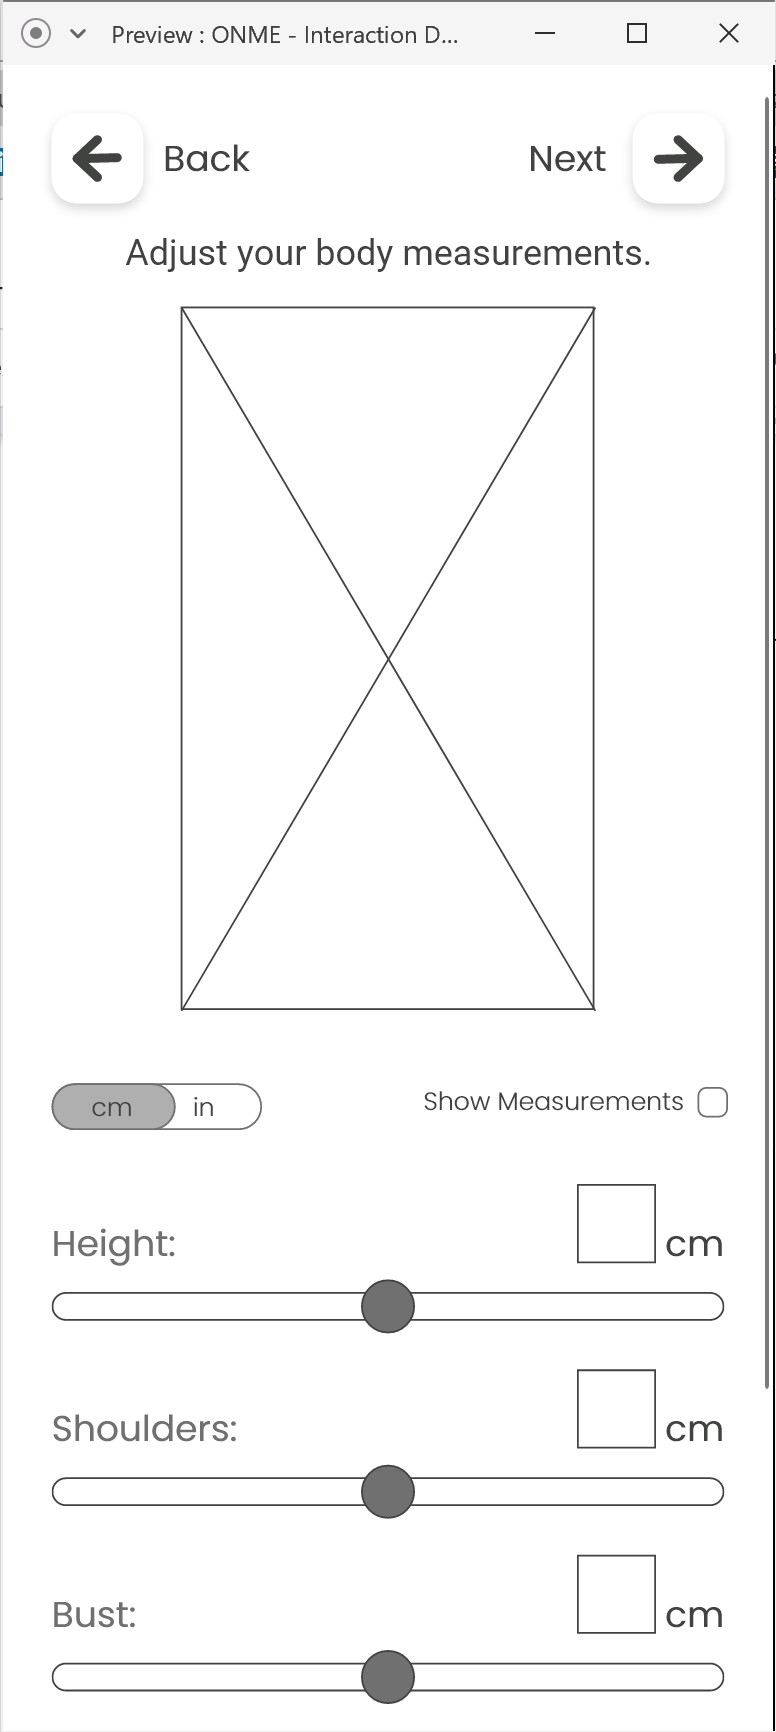 Preview : ONME - Interaction D...
Back Next
Adjust your body measurements.
cm in Show Measurements
Height: cm
Shoulders: cm
Bust: cm